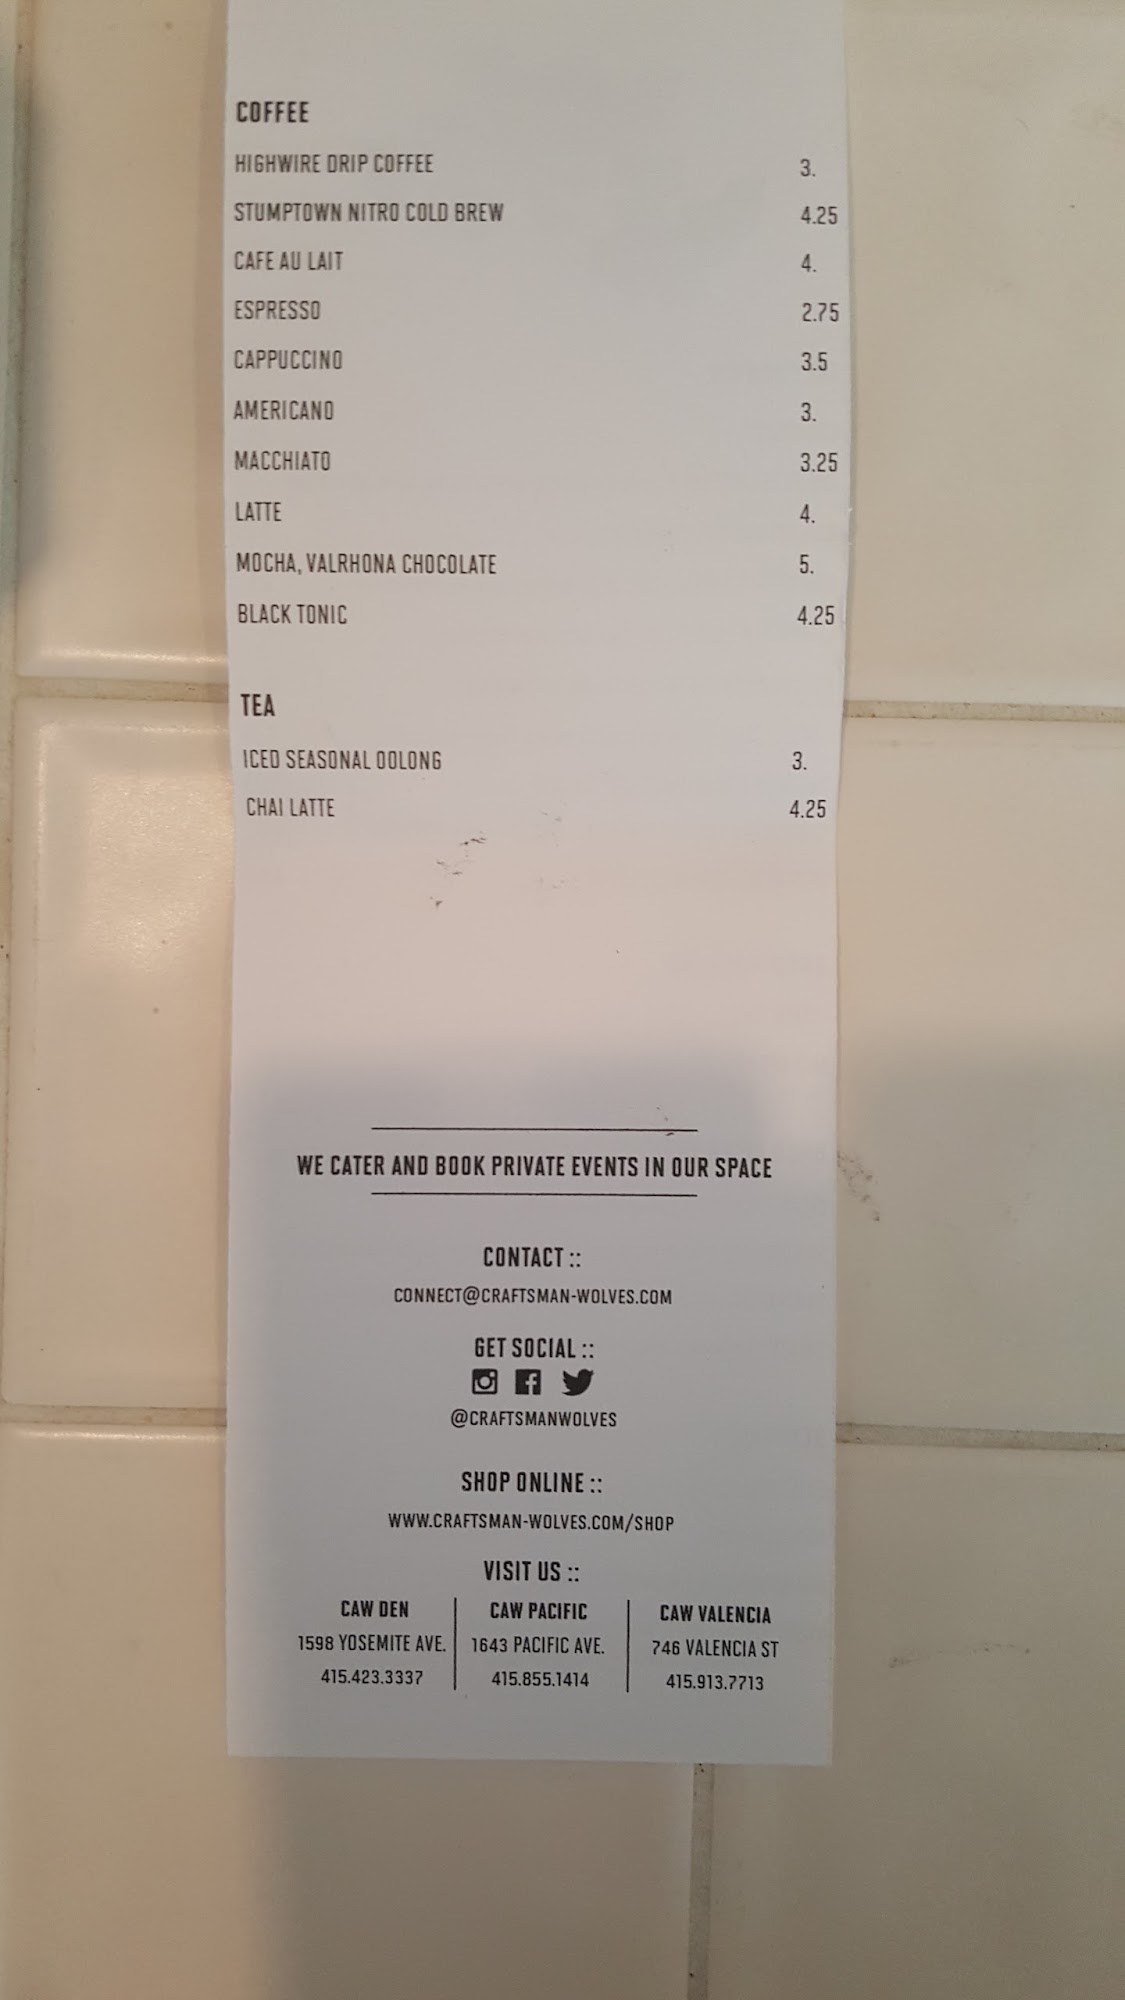 COFFEE
HIGHWIRE DRIP COFFEE 3.
STUMPTOWN NITRO COLD BREW 4.25
CAFE AU LAIT 4.
ESPRESSO 2.75
CAPPUCCINO 3.5
AMERICANO 3.
MACCHIATO 3.25
LATTE 4.
MOCHA, VALRHONA CHOCOLATE 5.
BLACK TONIC 4.25
TEA
ICED SEASONAL OOLONG 3.
CHAI LATTE 4.25
WE CATER AND BOOK PRIVATE EVENTS IN OUR SPACE
CONTACT ::
CONNECT@CRAFTSMAN-WOLVES.COM
GET SOCIAL ::
@CRAFTSMANWOLVES
SHOP ONLINE ::
WWW.CRAFTSMAN-WOLVES.COM/SHOP
VISIT US ::
CAW DEN
1598 YOSEMITE AVE.
415.423.3337
CAW PACIFIC
1643 PACIFIC AVE.
415.855.1414
CAW VALENCIA
746 VALENCIA ST
415.913.7713